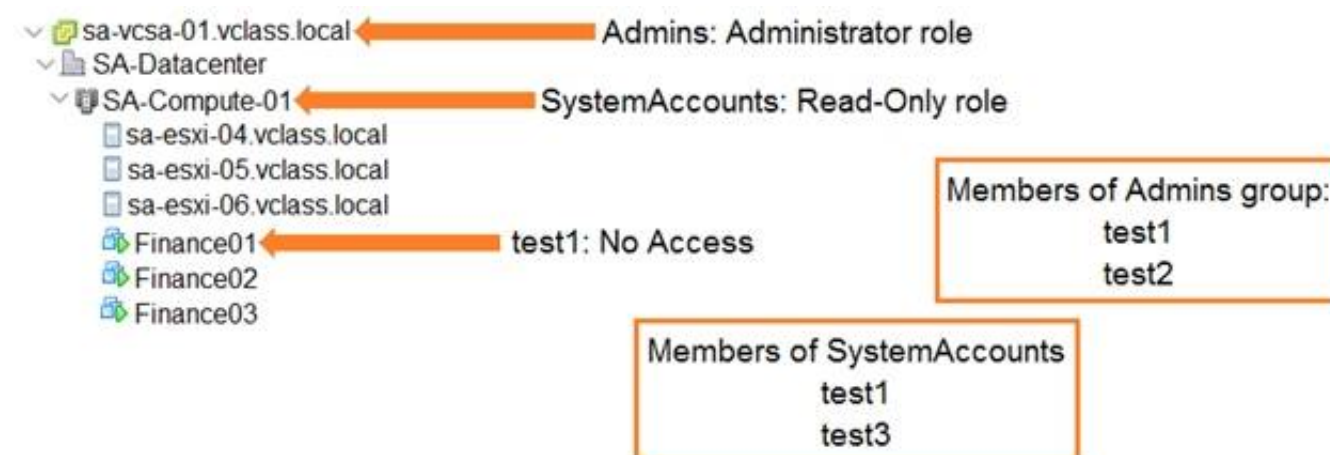 sa-vcsa-01.vclass.local
Admins: Administrator role
SA-Datacenter
SA-Compute-01
SystemAccounts: Read-Only role
sa-esxi-04.vclass.local
sa-esxi-05.vclass.local
sa-esxi-06.vclass.local
Finance01
test1: No Access
Finance02
Finance03
Members of Admins group:
test1
test2
Members of SystemAccounts
test1
test3